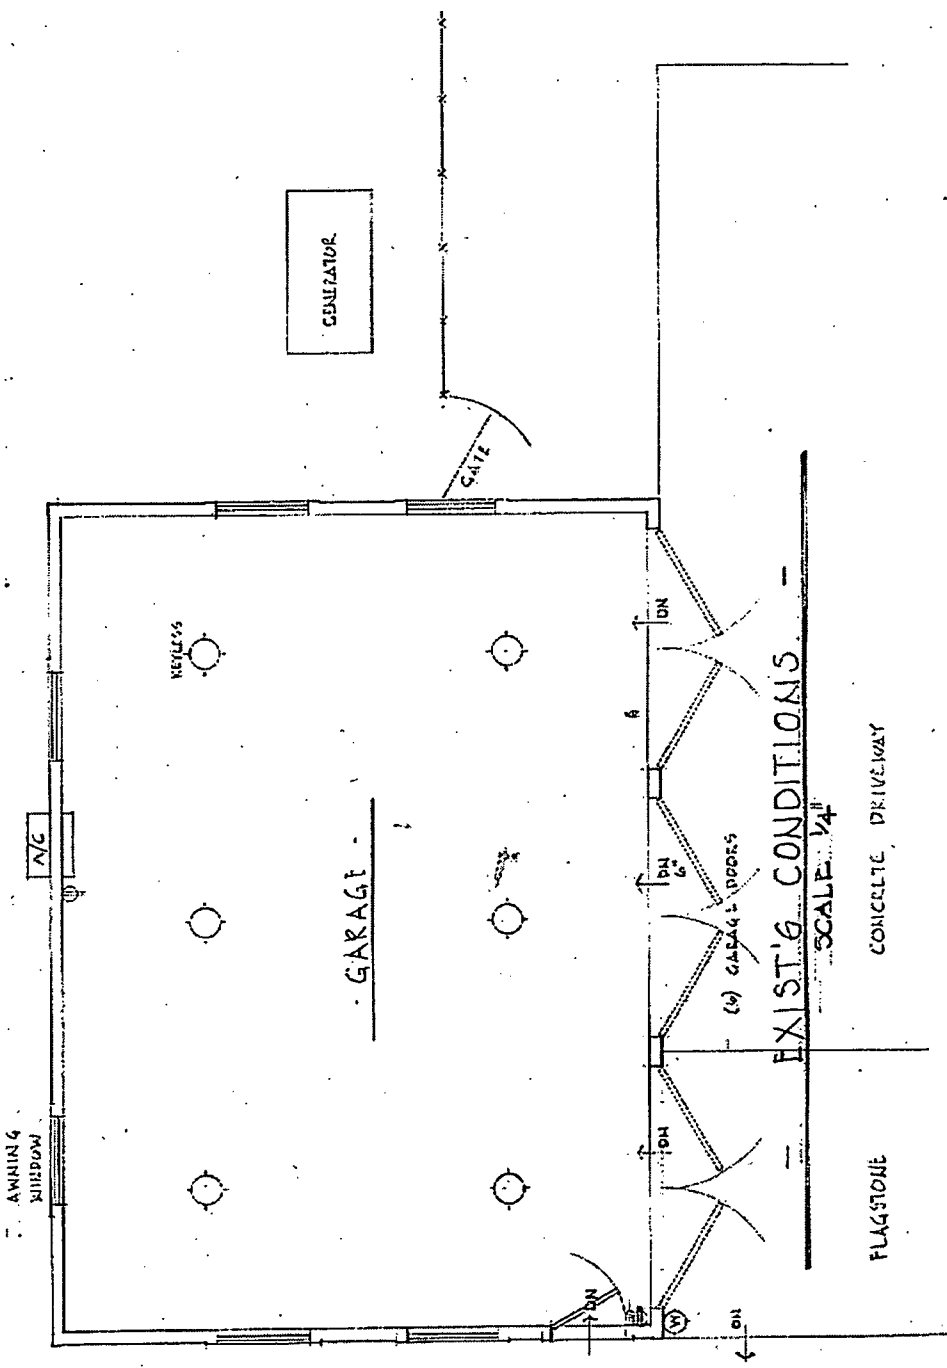 GENERATOR
GATE
KEYLESS
A/C
GARAGE
AWNING
WINDOW
DN
DN
6"
DN
DN
DN
(6) GARAGE DOORS
EXIST'G CONDITIONS
SCALE 1/4"
CONCRETE DRIVEWAY
FLAGSTONE
M